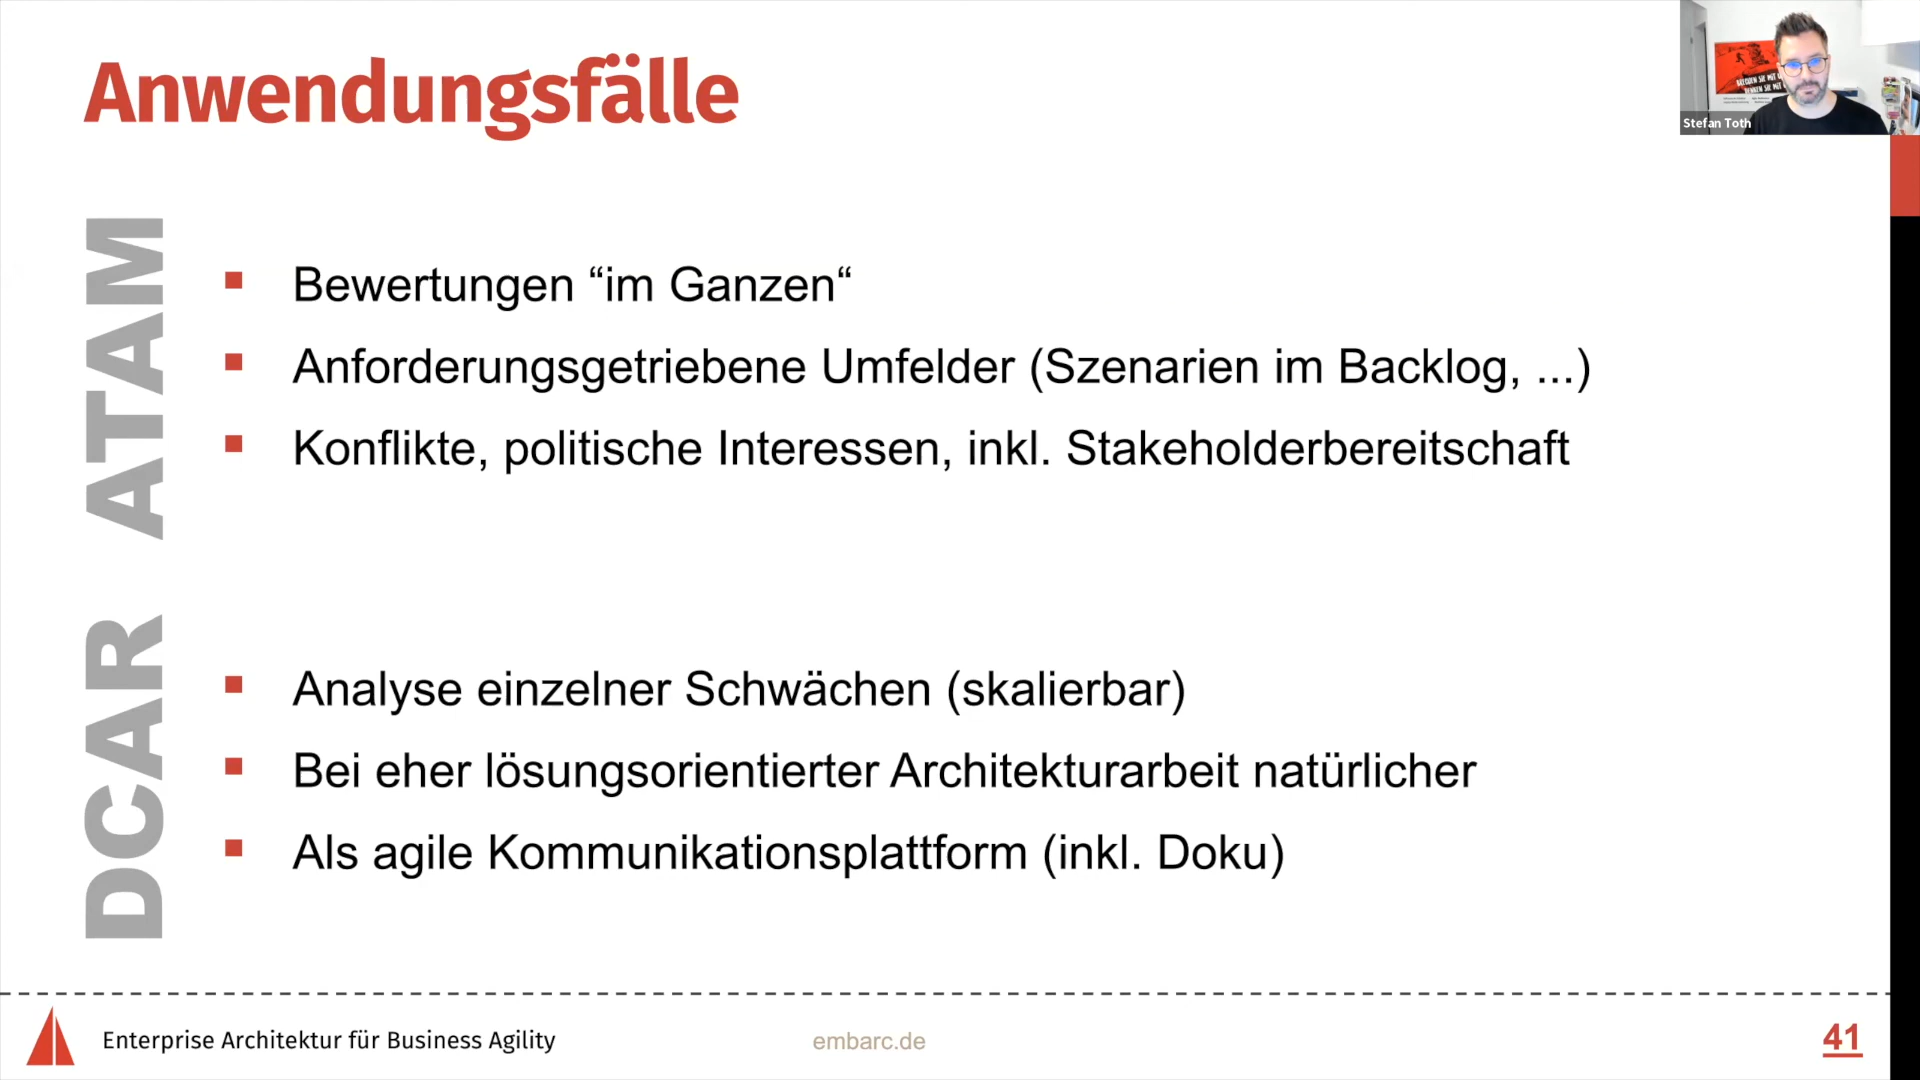 Anwendungsfälle
Stefan Toth
ATAM
Bewertungen “im Ganzen“
Anforderungsgetriebene Umfelder (Szenarien im Backlog, ...)
Konflikte, politische Interessen, inkl. Stakeholderbereitschaft
DCAR
Analyse einzelner Schwächen (skalierbar)
Bei eher lösungsorientierter Architekturarbeit natürlicher
Als agile Kommunikationsplattform (inkl. Doku)
Enterprise Architektur für Business Agility
embarc.de
41